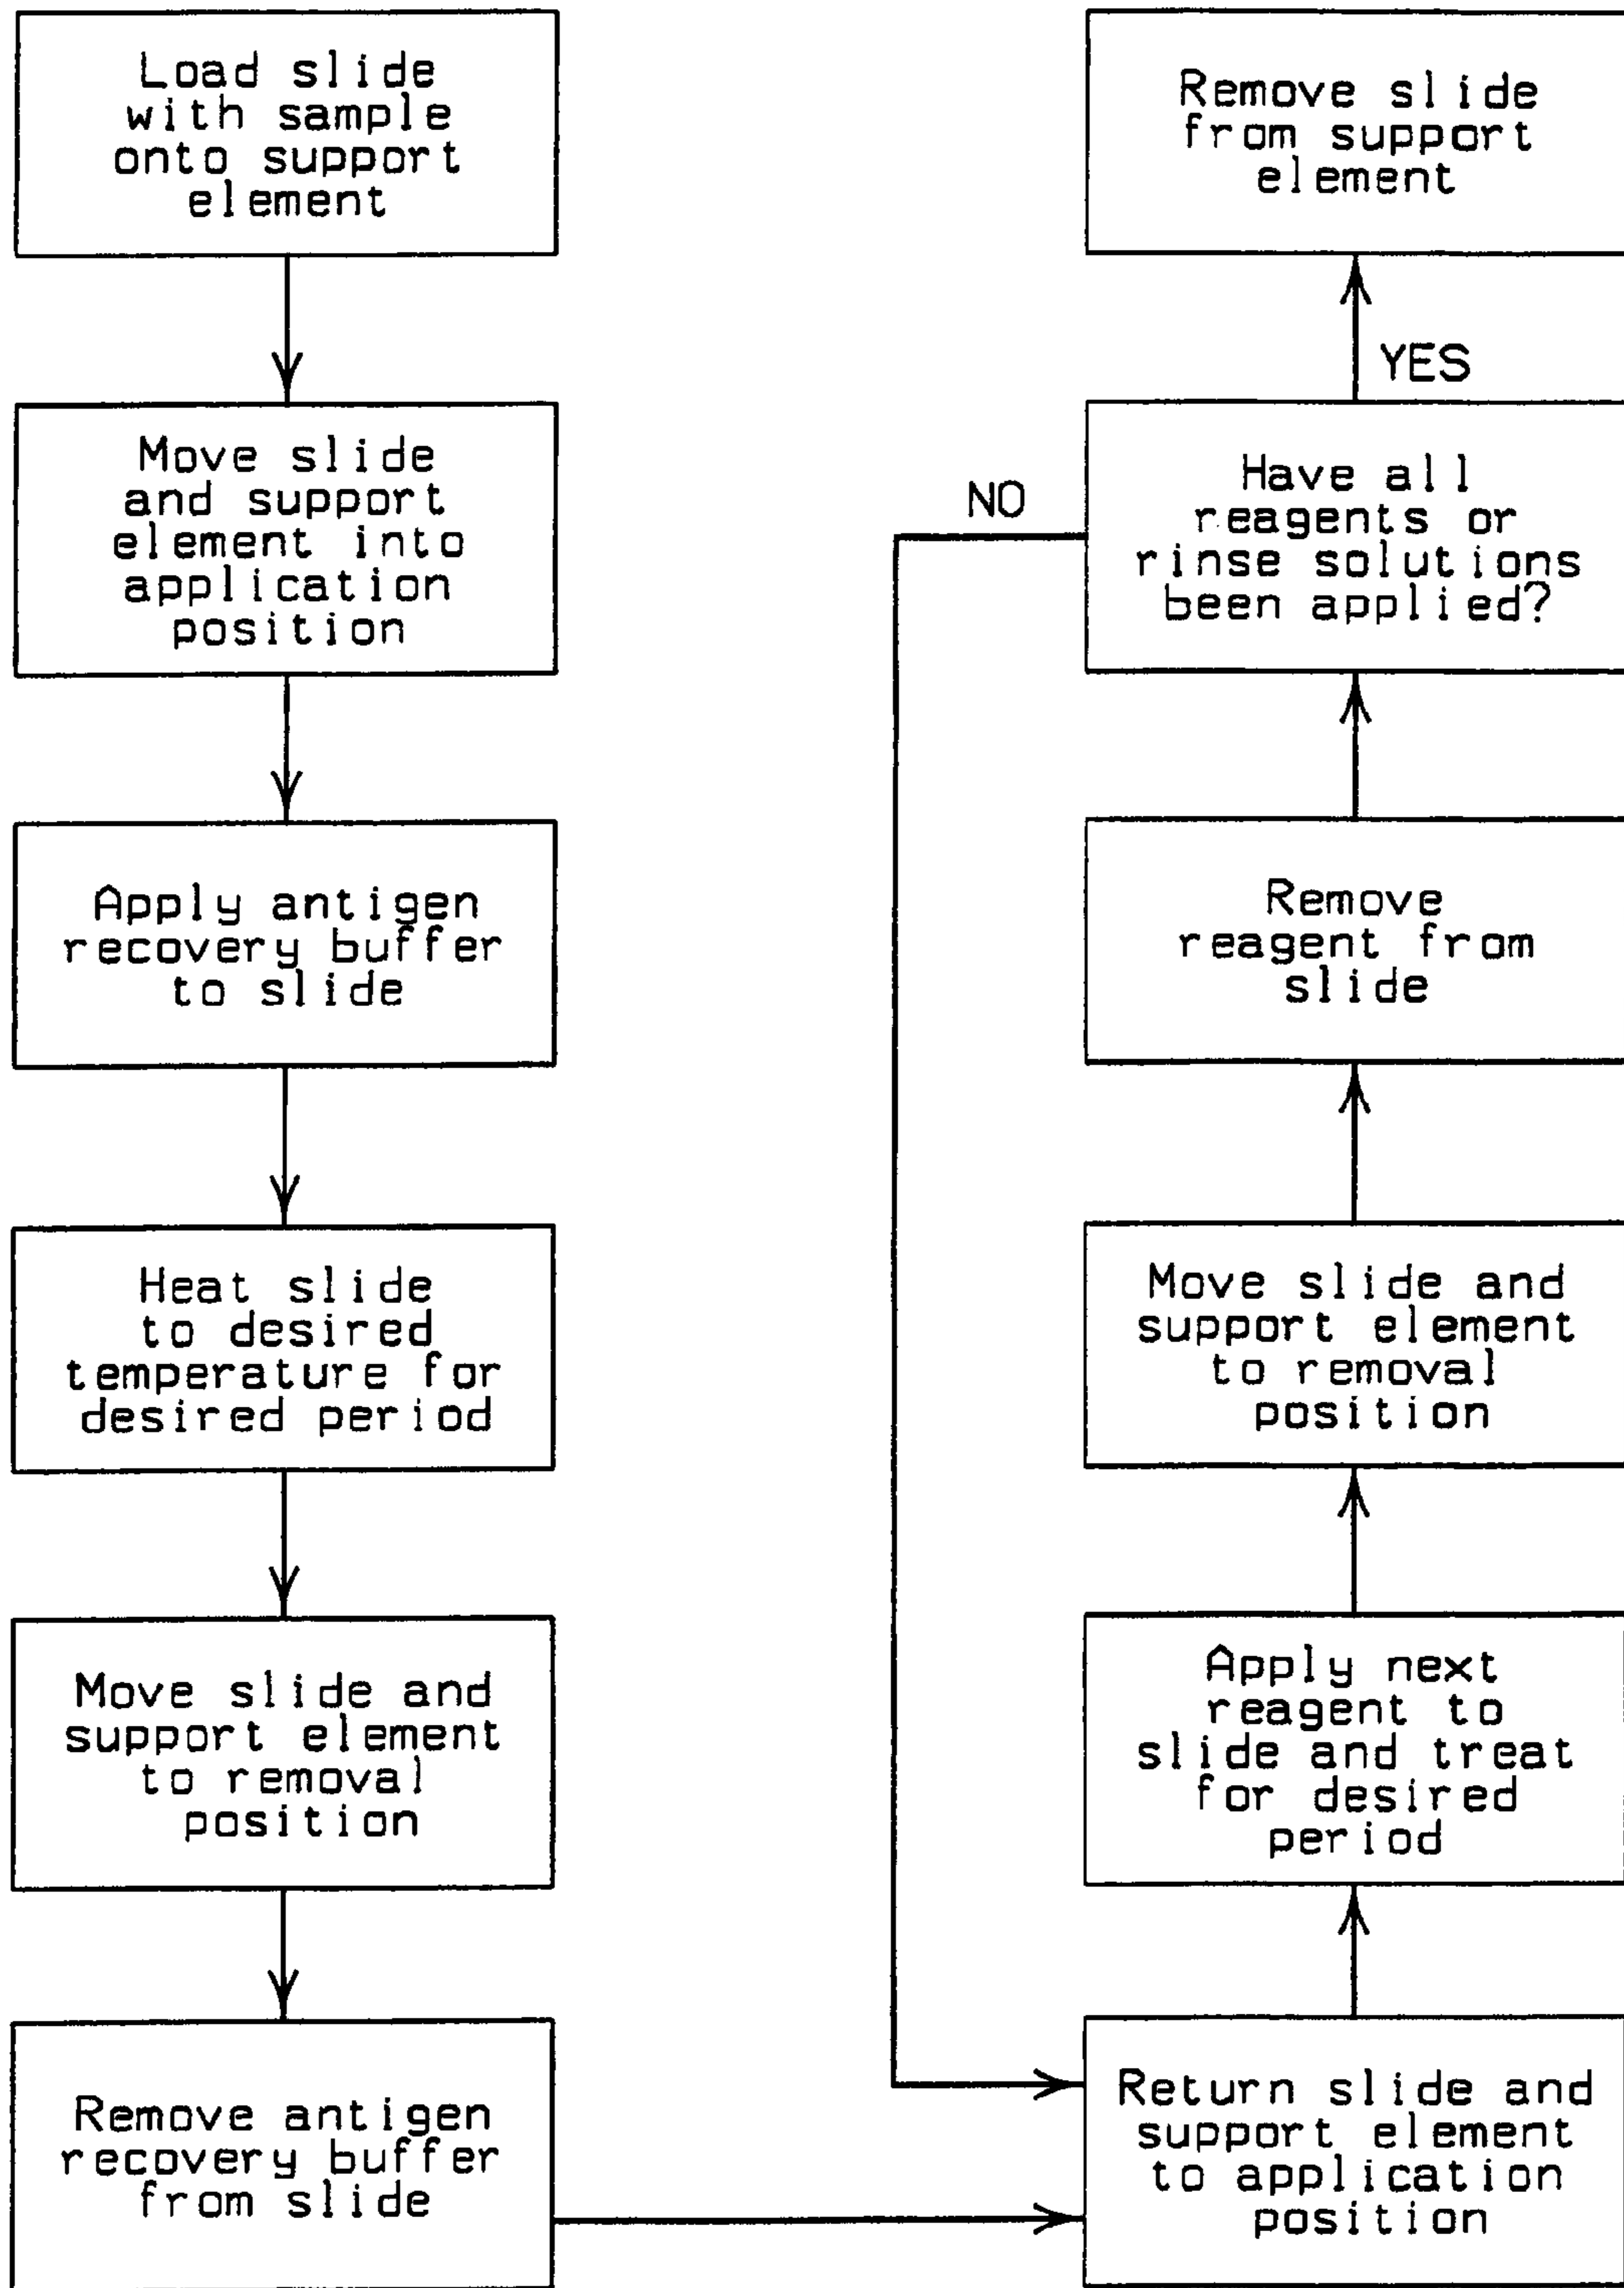 Load slide
with sample
onto support
element
Move slide
and support
element into
application
position
Apply antigen
recovery buffer
to slide
Heat slide
to desired
temperature for
desired period
Move slide and
support element
to removal
position
Remove antigen
recovery buffer
from slide
Return slide and
support element
to application
position
Apply next
reagent to
slide and treat
for desired
period
Move slide and
support element
to removal
position
Remove
reagent from
slide
Have all
reagents or
rinse solutions
been applied?
NO
YES
Remove slide
from support
element